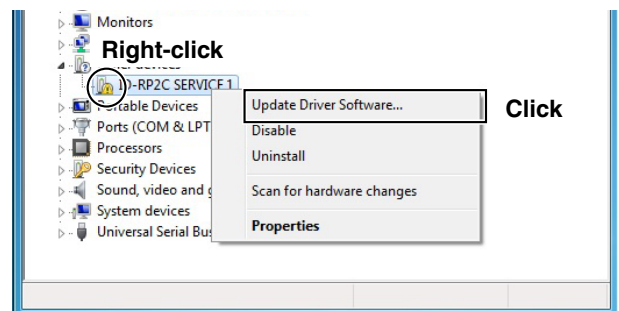 Monitors
Right-click
devices
ID-RP2C SERVICE 1
Portable Devices
Update Driver Software...
Click
Ports (COM & LPT
Disable
Processors
Uninstall
Security Devices
Sound, video and g
Scan for hardware changes
System devices
Universal Serial Bus
Properties